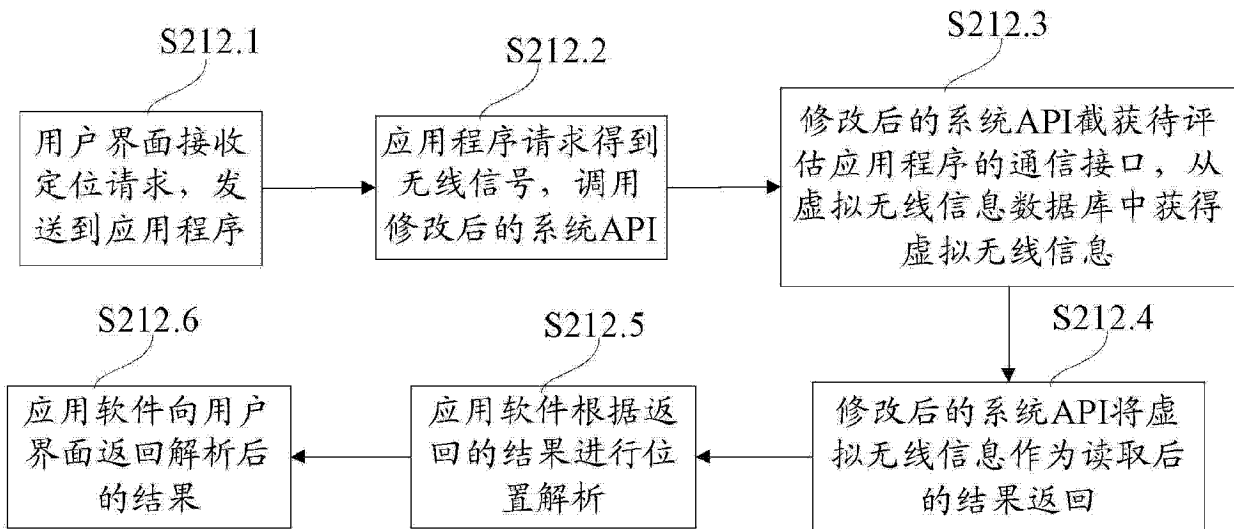 S212.1
用户界面接收
定位请求，发
送到应用程序
S212.2
应用程序请求得到
无线信号，调用
修改后的系统API
S212.3
修改后的系统API截获待评
估应用程序的通信接口，从
虚拟无线信息数据库中获得
虚拟无线信息
S212.4
修改后的系统API将虚
拟无线信息作为读取后
的结果返回
S212.5
应用软件根据返
回的结果进行位
置解析
S212.6
应用软件向用户
界面返回解析后
的结果